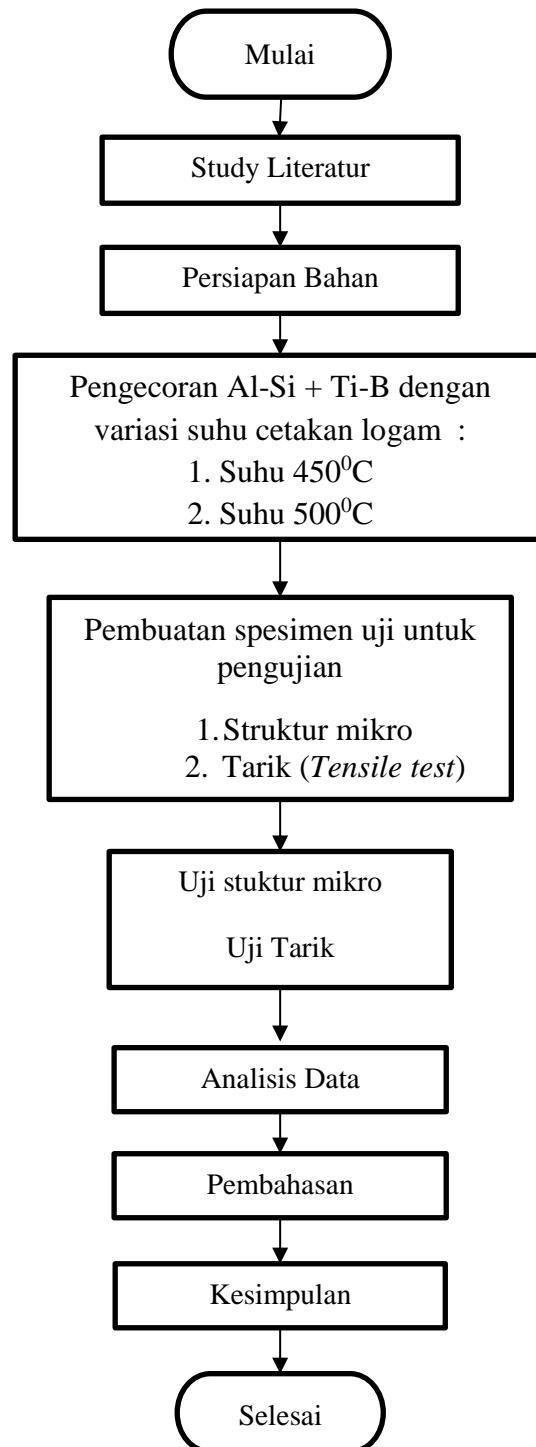 Mulai
Study Literatur
Persiapan Bahan
Pengecoran Al-Si + Ti-B dengan
variasi suhu cetakan logam :
1. Suhu 450⁰C
2. Suhu 500⁰C
Pembuatan spesimen uji untuk
pengujian
1. Struktur mikro
2. Tarik (Tensile test)
Uji stuktur mikro
Uji Tarik
Analisis Data
Pembahasan
Kesimpulan
Selesai